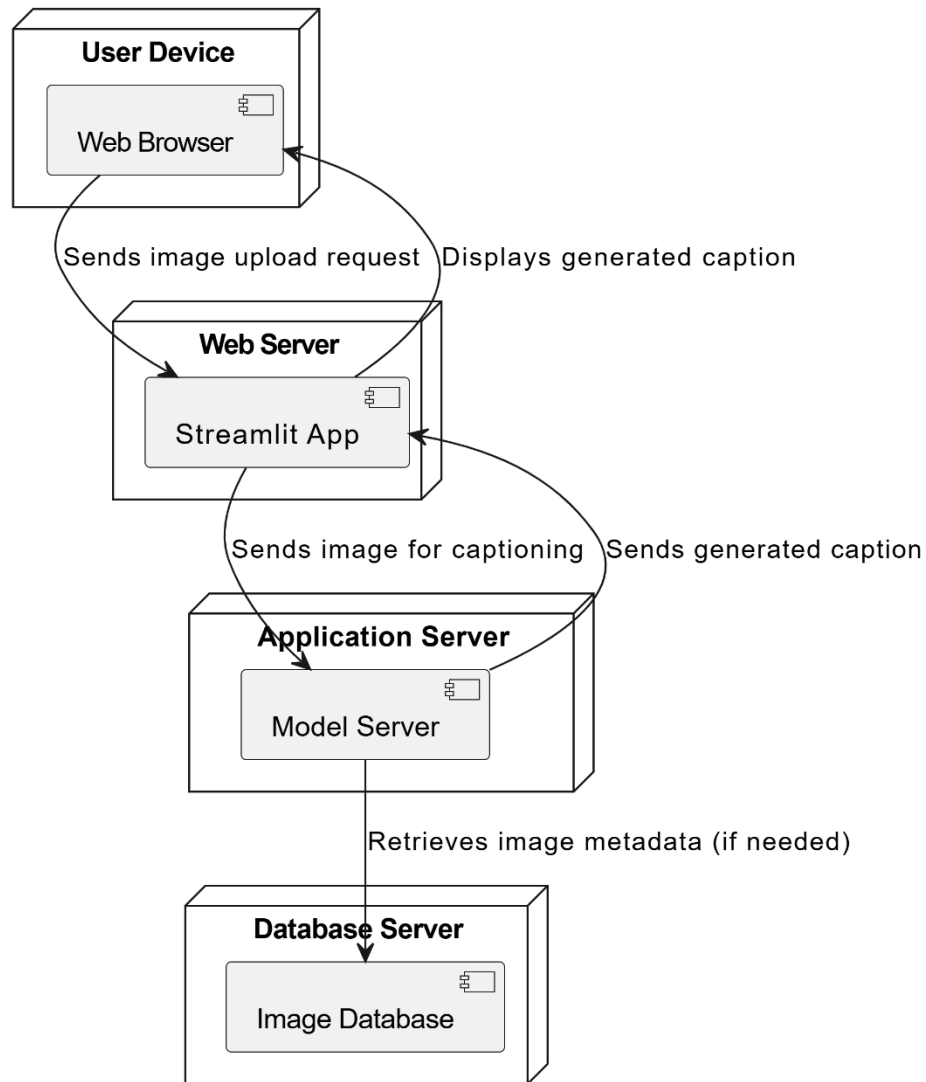 User Device
Web Browser
Sends image upload request
Displays generated caption
Web Server
Streamlit App
Sends image for captioning
Sends generated caption
Application Server
Model Server
Retrieves image metadata (if needed)
Database Server
Image Database